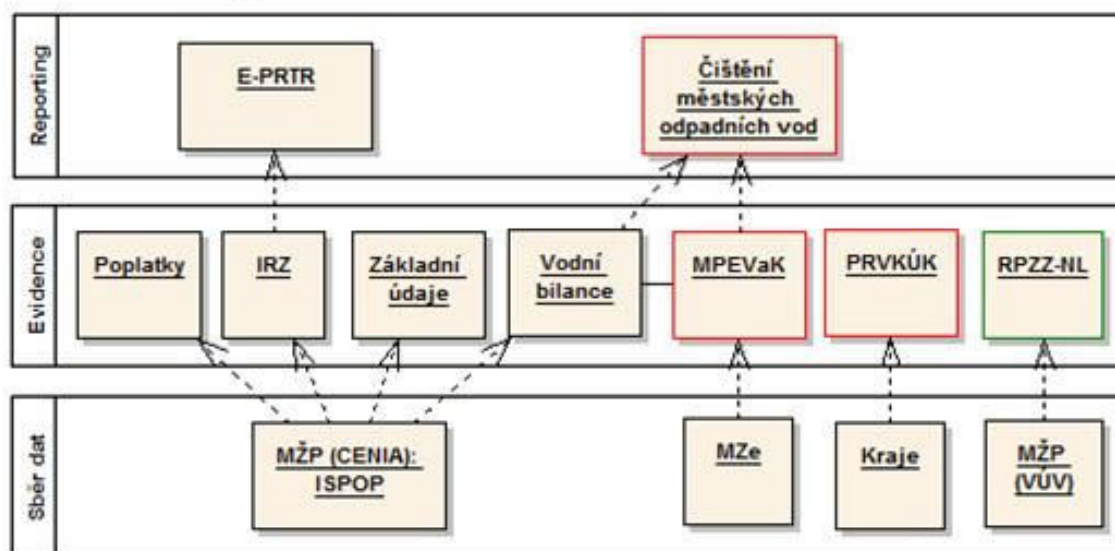 Reporting
E-PRTR
Čištění
městských
odpadních vod
Evidence
Poplatky
IRZ
Základní
údaje
Vodní
bilance
MPEVaK
PRVKÚK
RPZZ-NL
Sběr dat
MŽP (CENIA):
ISPOP
MZe
Kraje
MŽP
(VÚV)